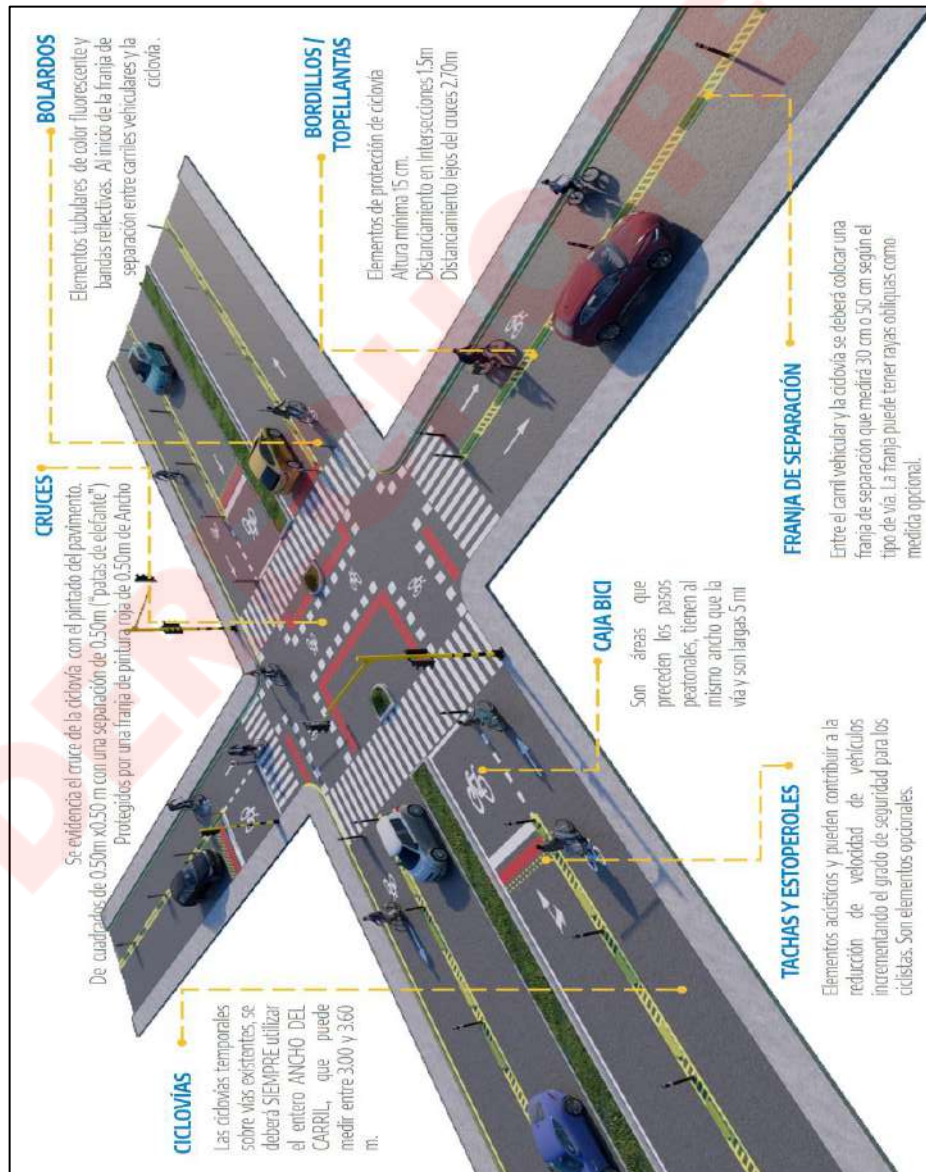 CICLOVÍAS
Las ciclovías temporales
sobre vías existentes, se
deberá SIEMPRE utilizar
el entero ANCHO DEL
CARRIL, que puede
medir entre 3.00 y 3.60
m.
CRUCES
Se evidencia el cruce de la ciclovía con el pintado del pavimento.
De cuadrados de 0.50m x0.50 m con una separación de 0.50m ("patas de elefante")
Protegidos por una franja de pintura roja de 0.50m de Ancho
BOLARDOS
Elementos tubulares de color fluorescente y
bandas reflectivas. Al inicio de la franja de
separación entre carriles vehiculares y la
ciclovía .
BORDILLOS /
TOPELLANTAS
Elementos de protección de ciclovía
Altura mínima 15 cm.
Distanciamiento en Intersecciones 1.5m
Distanciamiento lejos del cruces 2.70m
TACHAS Y ESTOPEROLES
Elementos acústicos y pueden contribuir a la
reducción de velocidad de vehículos
incrementando el grado de seguridad para los
ciclistas. Son elementos opcionales.
CAJA BICI
Son áreas que
preceden los pasos
peatonales, tienen al
mismo ancho que la
vía y son largas 5 ml
FRANJA DE SEPARACIÓN
Entre el carril vehicular y la ciclovía se deberá colocar una
franja de separación que medirá 30 cm o 50 cm según el
tipo de vía. La franja puede tener rayas oblicuas como
medida opcional.